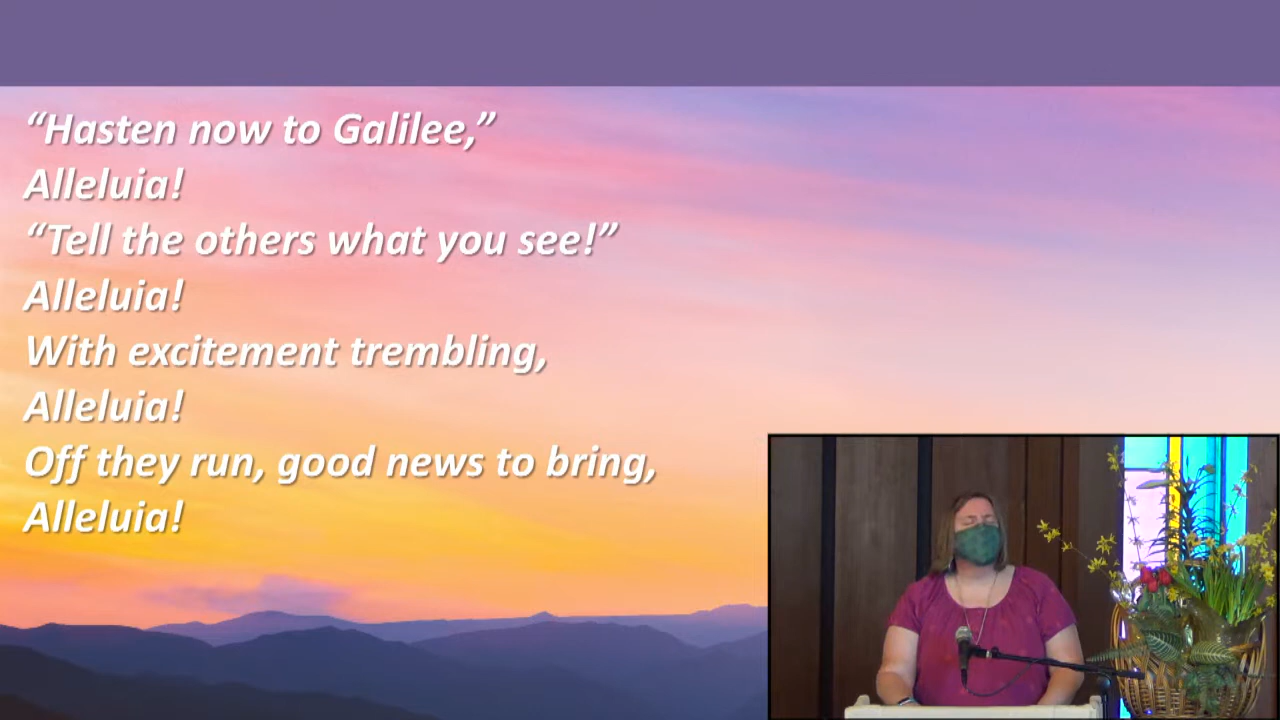 “Hasten now to Galilee,”
Alleluia!
“Tell the others what you see!”
Alleluia!
With excitement trembling,
Alleluia!
Off they run, good news to bring,
Alleluia!